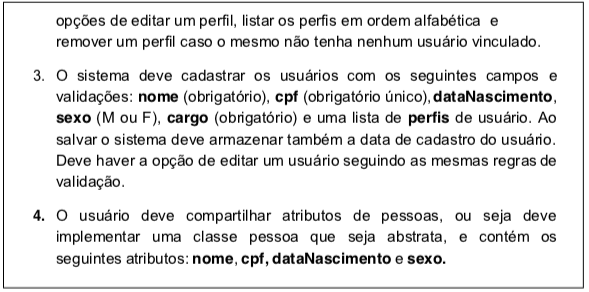 opções de editar um perfil, listar os perfis em ordem alfabética e
remover um perfil caso o mesmo não tenha nenhum usuário vinculado.
3. O sistema deve cadastrar os usuários com os seguintes campos e
validações: nome (obrigatório), cpf (obrigatório único), dataNascimento,
sexo (M ou F), cargo (obrigatório) e uma lista de perfis de usuário. Ao
salvar o sistema deve armazenar também a data de cadastro do usuário.
Deve haver a opção de editar um usuário seguindo as mesmas regras de
validação.
4. O usuário deve compartilhar atributos de pessoas, ou seja deve
implementar uma classe pessoa que seja abstrata, e contém os
seguintes atributos: nome, cpf, dataNascimento e sexo.